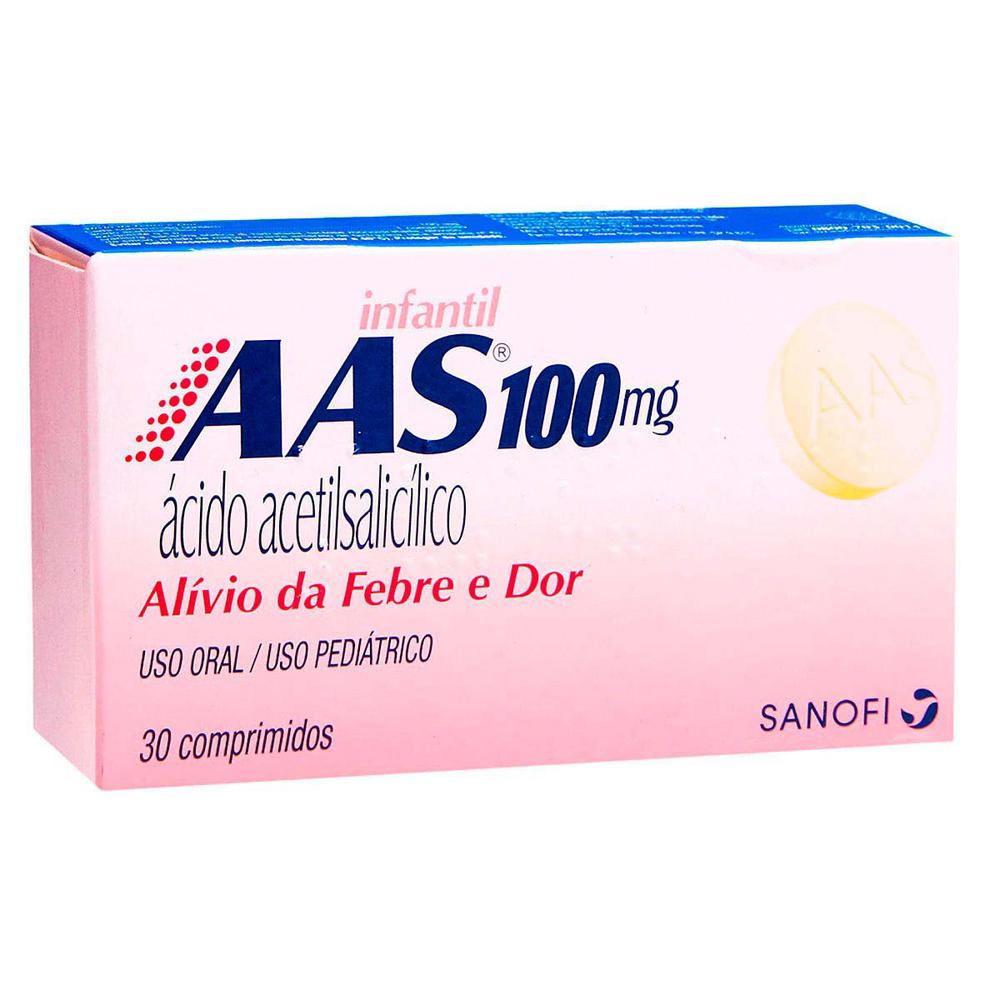 infantil
AAS® 100mg
AAS
ácido acetilsalicílico
Alívio da Febre e Dor
USO ORAL / USO PEDIÁTRICO
30 comprimidos
SANOFI